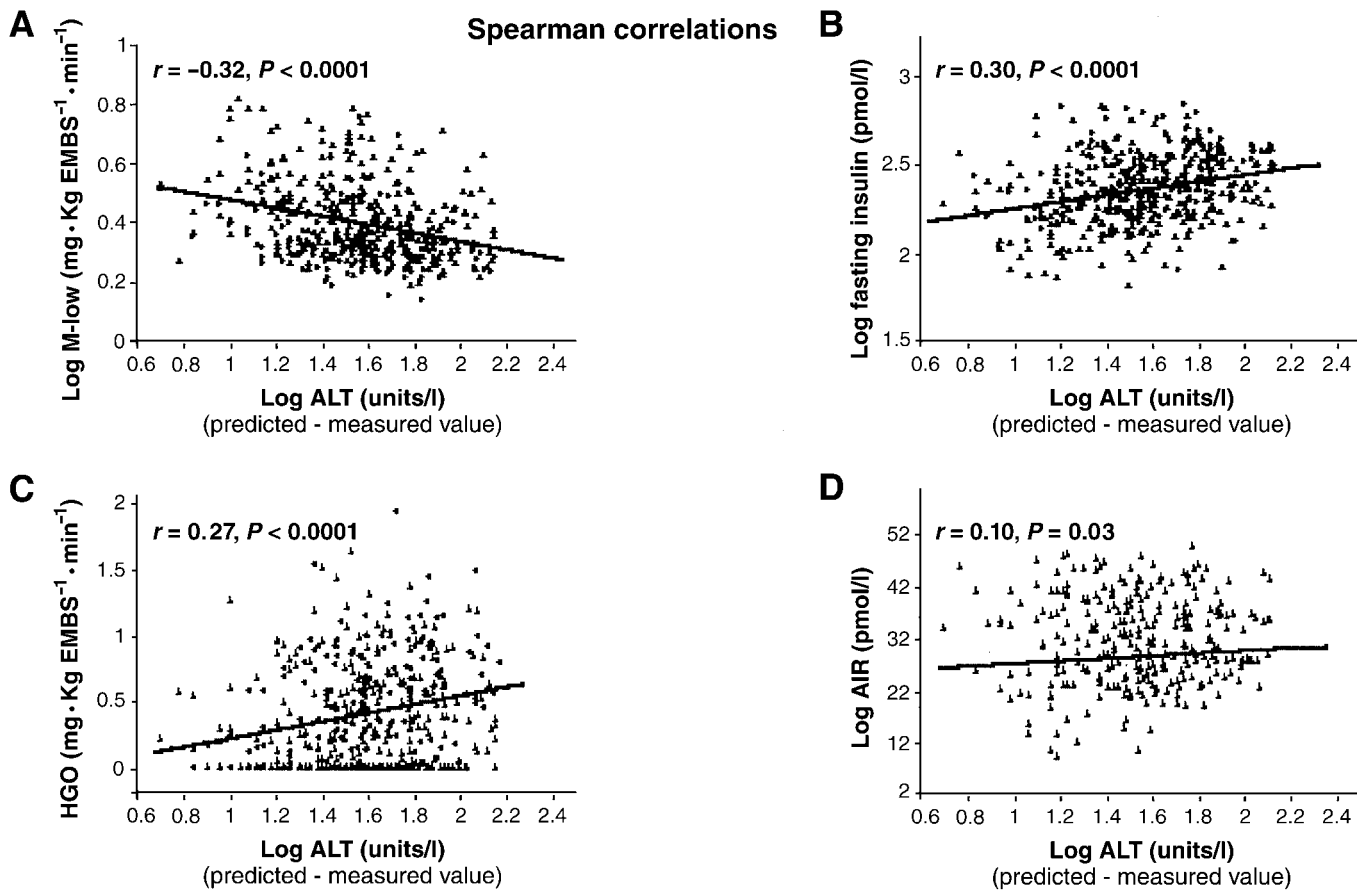 Spearman correlations
A
r = –0.32, P < 0.0001
Log M-low (mg • Kg EMBS⁻¹ • min⁻¹)
1
0.8
0.6
0.4
0.2
0
0.6 0.8 1 1.2 1.4 1.6 1.8 2 2.2 2.4
Log ALT (units/l)
(predicted - measured value)
B
r = 0.30, P < 0.0001
Log fasting insulin (pmol/l)
3
2.5
2
1.5
0.6 0.8 1 1.2 1.4 1.6 1.8 2 2.2 2.4
Log ALT (units/l)
(predicted - measured value)
C
r = 0.27, P < 0.0001
HGO (mg • Kg EMBS⁻¹ • min⁻¹)
2
1.5
1
0.5
0
0.6 0.8 1 1.2 1.4 1.6 1.8 2 2.2 2.4
Log ALT (units/l)
(predicted - measured value)
D
r = 0.10, P = 0.03
Log AIR (pmol/l)
52
42
32
22
12
2
0.6 0.8 1 1.2 1.4 1.6 1.8 2 2.2 2.4
Log ALT (units/l)
(predicted - measured value)